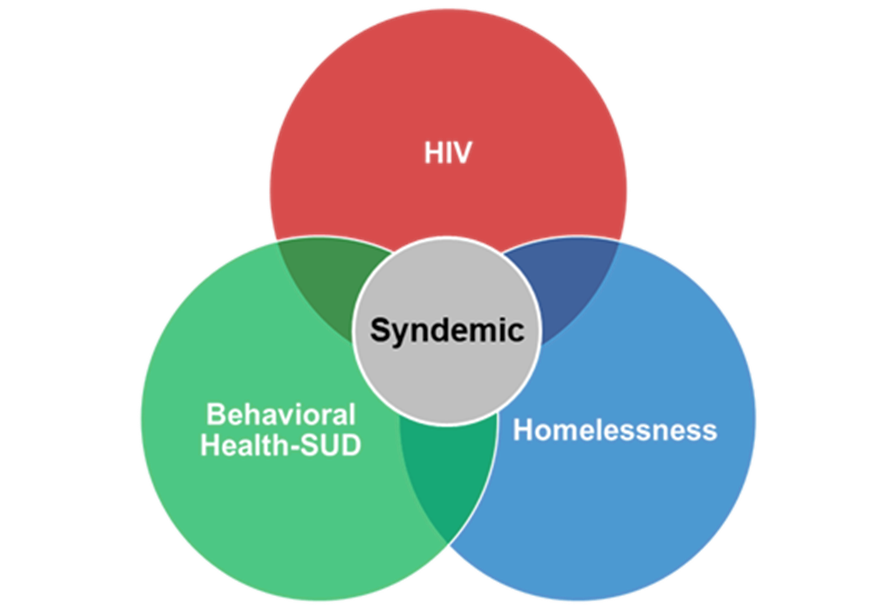 HIV
Syndemic
Behavioral
Health-SUD
Homelessness